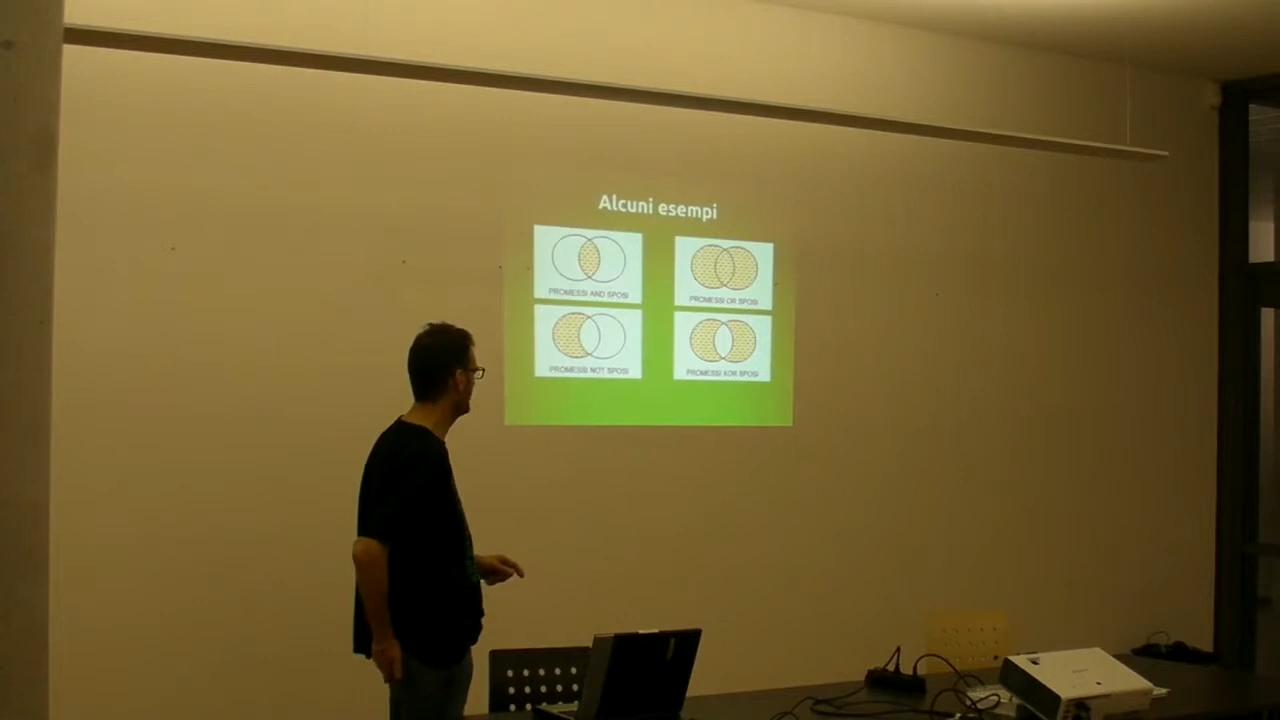 Alcuni esempi
PROMESSI AND SPOSI
PROMESSI OR SPOSI
PROMESSI NOT SPOSI
PROMESSI XOR SPOSI